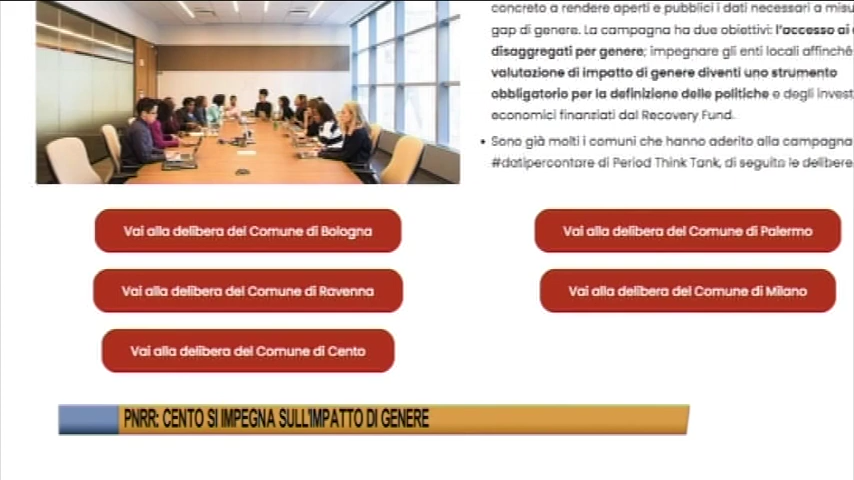 concreto a rendere aperti e pubblici i dati necessari a
gap di genere. La campagna ha due obiettivi: l'accesso ai
disaggregati per genere; impegnare gli enti locali affinché
valutazione di impatto di genere diventi uno strumento
obbligatorio per la definizione delle politiche e degli
economici finanziati dal Recovery Fund.
• Sono già molti i comuni che hanno aderito alla campagna
#datipercontare di Period Think Tank, di seguito le delibere
Vai alla delibera del Comune di Bologna
Vai alla delibera del Comune di Palermo
Vai alla delibera del Comune di Ravenna
Vai alla delibera del Comune di Milano
Vai alla delibera del Comune di Cento
PNRR: CENTO SI IMPEGNA SULL'IMPATTO DI GENERE